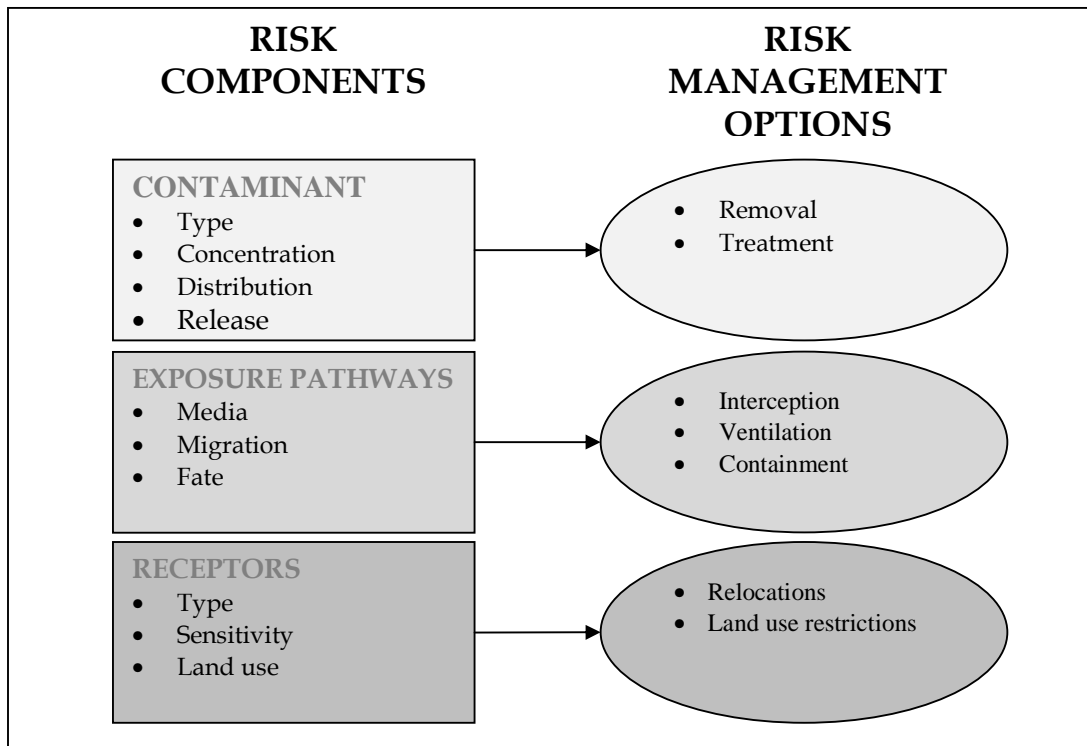 RISK
COMPONENTS
RISK
MANAGEMENT
OPTIONS
CONTAMINANT
• Type
• Concentration
• Distribution
• Release
• Removal
• Treatment
EXPOSURE PATHWAYS
• Media
• Migration
• Fate
• Interception
• Ventilation
• Containment
RECEPTORS
• Type
• Sensitivity
• Land use
• Relocations
• Land use restrictions